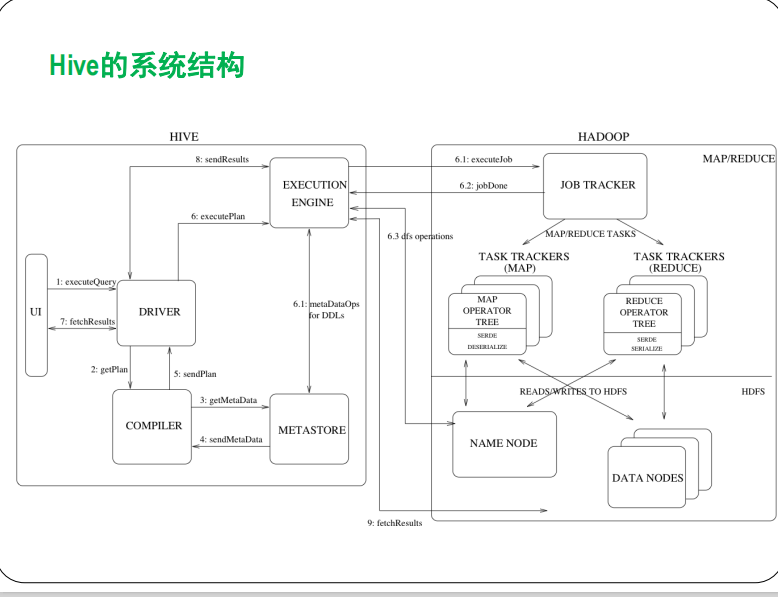 Hive的系统结构
HIVE
HADOOP
8: sendResults
6.1: executeJob
MAP/REDUCE
EXECUTION
ENGINE
6.2: jobDone
JOB TRACKER
6: executePlan
6.3 dfs operations
MAP/REDUCE TASKS
TASK TRACKERS
(MAP)
TASK TRACKERS
(REDUCE)
1: executeQuery
UI
DRIVER
7: fetchResults
6.1: metaDataOps
for DDLs
MAP
OPERATOR
TREE
SERDE
DESERIALIZE
REDUCE
OPERATOR
TREE
SERDE
SERIALIZE
2: getPlan
5: sendPlan
3: getMetaData
COMPILER
METASTORE
4: sendMetaData
READS/WRITES TO HDFS
HDFS
NAME NODE
DATA NODES
9: fetchResults